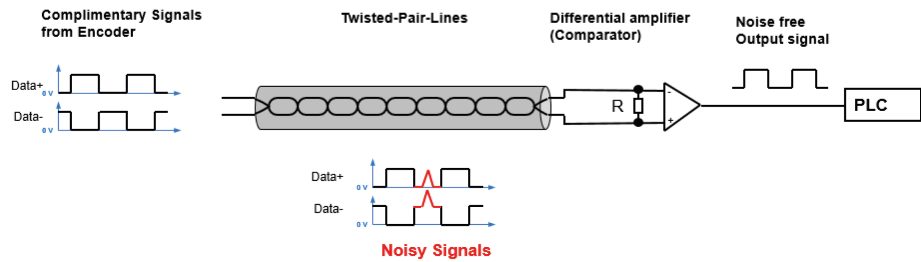 Complimentary Signals
from Encoder
Twisted-Pair-Lines
Differential amplifier
(Comparator)
Noise free
Output signal
Data+
0 V
Data-
0 V
R
-
+
PLC
Data+
0 V
Data-
0 V
Noisy Signals